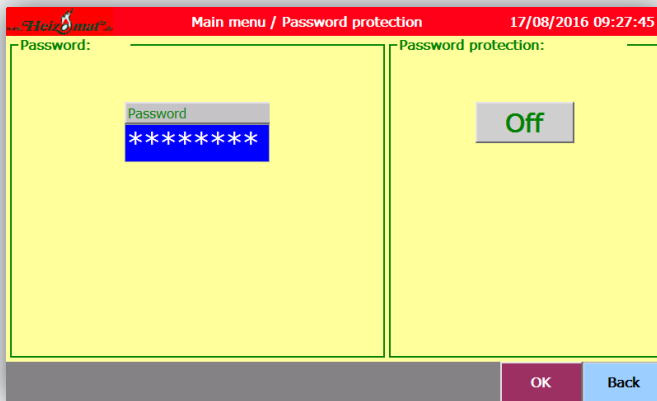 Heizomat
Main menu / Password protection
17/08/2016 09:27:45
Password:
Password protection:
Password
********
Off
OK
Back